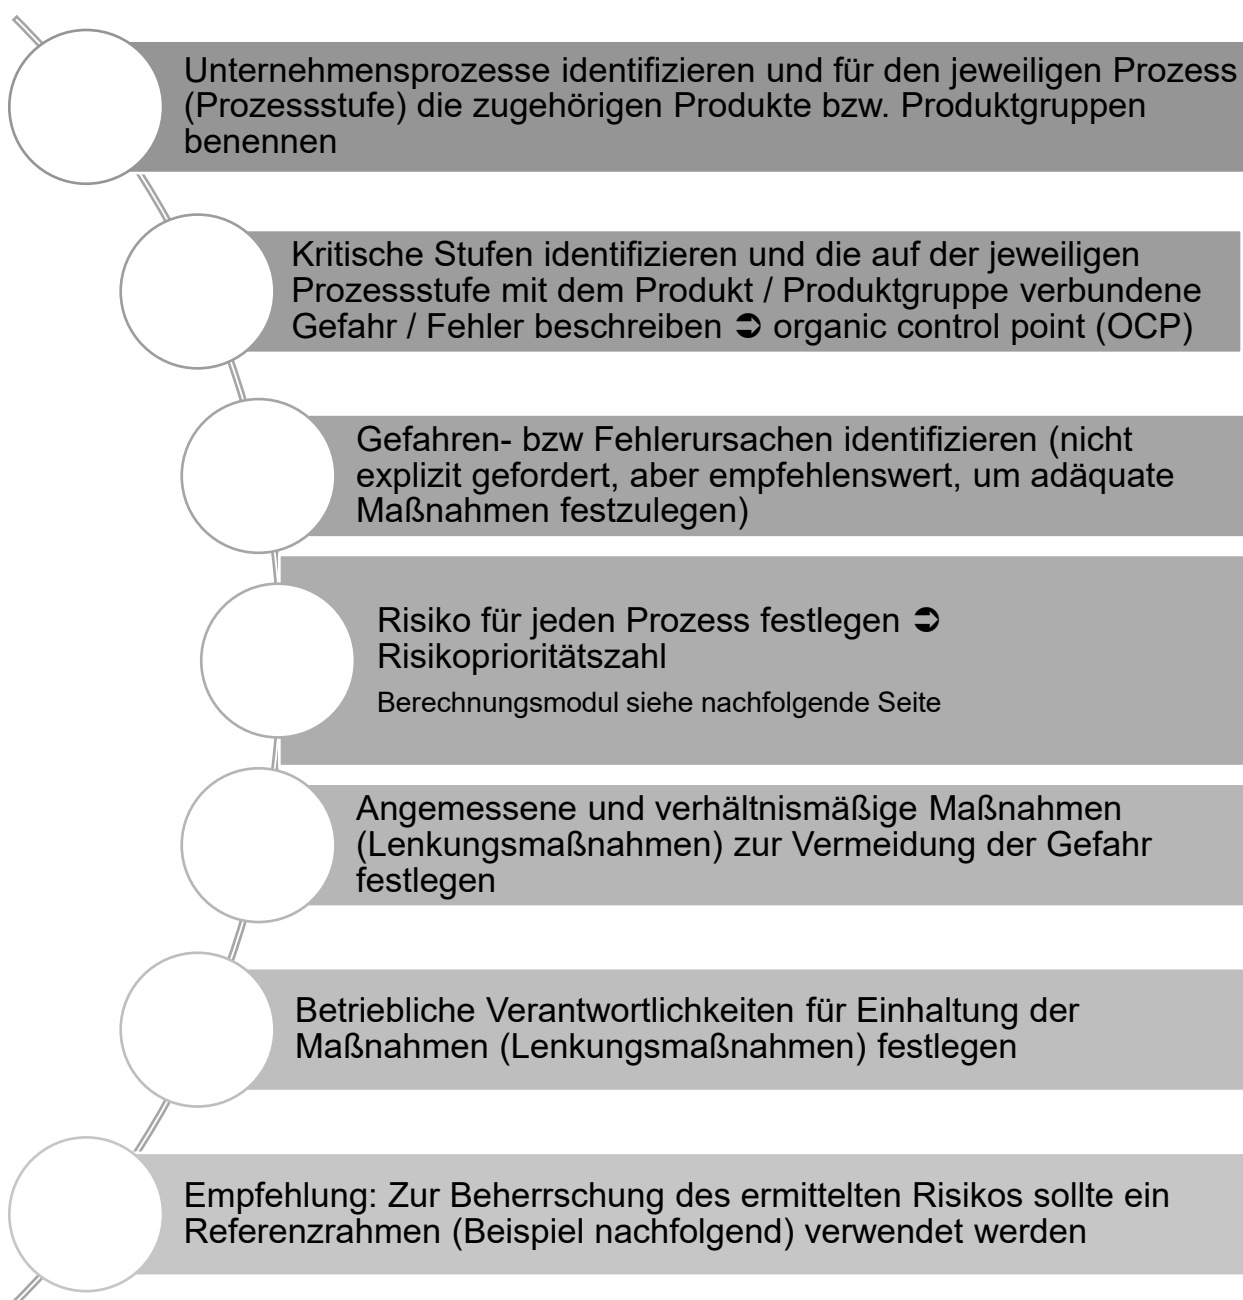 Unternehmensprozesse identifizieren und für den jeweiligen Prozess
(Prozessstufe) die zugehörigen Produkte bzw. Produktgruppen
benennen
Kritische Stufen identifizieren und die auf der jeweiligen
Prozessstufe mit dem Produkt / Produktgruppe verbundene
Gefahr / Fehler beschreiben ➲ organic control point (OCP)
Gefahren- bzw Fehlerursachen identifizieren (nicht
explizit gefordert, aber empfehlenswert, um adäquate
Maßnahmen festzulegen)
Risiko für jeden Prozess festlegen ➲
Risikoprioritätszahl
Berechnungsmodul siehe nachfolgende Seite
Angemessene und verhältnismäßige Maßnahmen
(Lenkungsmaßnahmen) zur Vermeidung der Gefahr
festlegen
Betriebliche Verantwortlichkeiten für Einhaltung der
Maßnahmen (Lenkungsmaßnahmen) festlegen
Empfehlung: Zur Beherrschung des ermittelten Risikos sollte ein
Referenzrahmen (Beispiel nachfolgend) verwendet werden